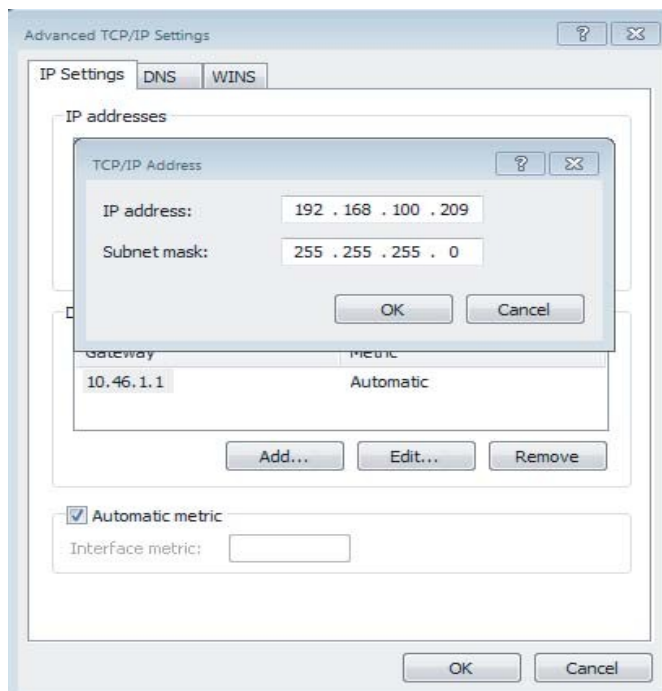 Advanced TCP/IP Settings
IP Settings DNS WINS
IP addresses
TCP/IP Address
IP address: 192 . 168 . 100 . 209
Subnet mask: 255 . 255 . 255 . 0
OK Cancel
Gateway Metric
10.46.1.1 Automatic
Add... Edit... Remove
Automatic metric
Interface metric:
OK Cancel